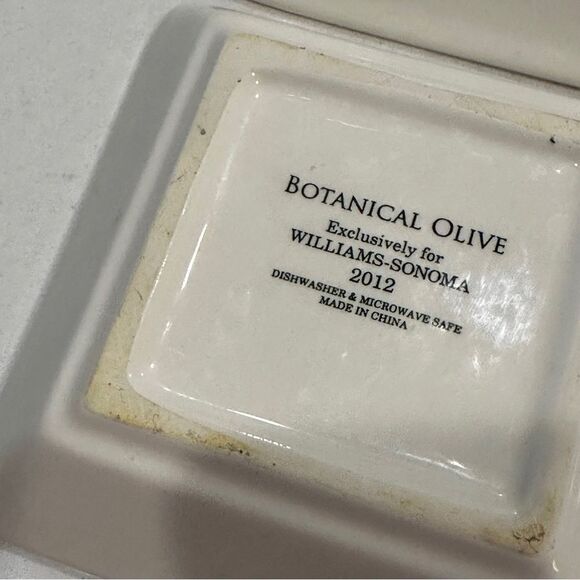 BOTANICAL OLIVE
Exclusively for
WILLIAMS-SONOMA
2012
DISHWASHER & MICROWAVE SAFE
MADE IN CHINA